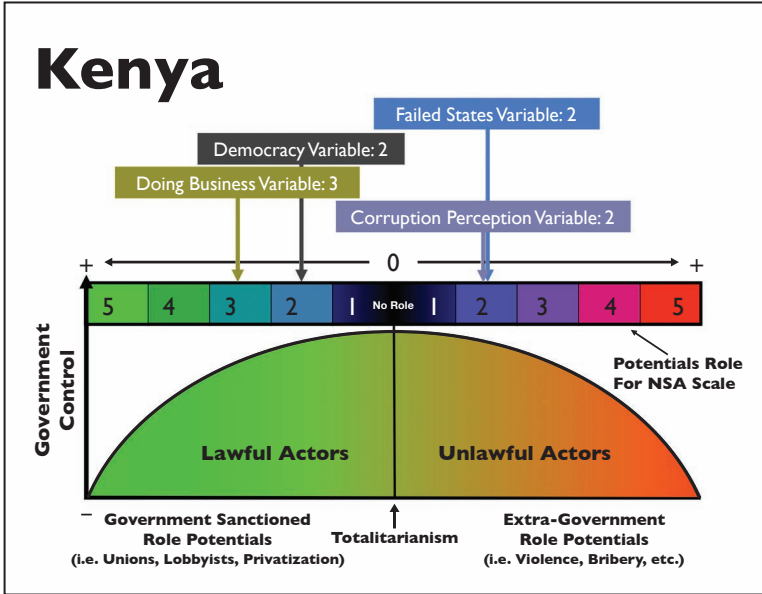 Kenya
Failed States Variable: 2
Democracy Variable: 2
Doing Business Variable: 3
Corruption Perception Variable: 2
+ 0 +
5 4 3 2 1 No Role 1 2 3 4 5
Potentials Role
For NSA Scale
Government
Control
Lawful Actors Unlawful Actors
–
Government Sanctioned
Role Potentials
(i.e. Unions, Lobbyists, Privatization)
Totalitarianism
Extra-Government
Role Potentials
(i.e. Violence, Bribery, etc.)